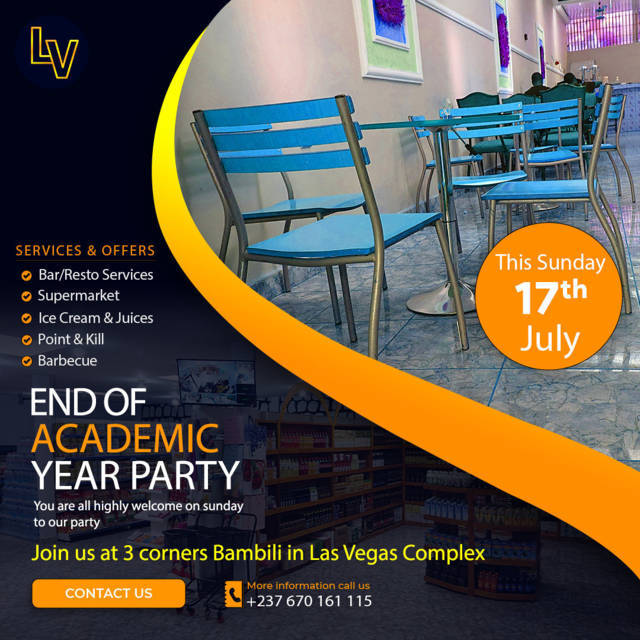 LV
This Sunday
17th
July
SERVICES & OFFERS
Bar/Resto Services
Supermarket
Ice Cream & Juices
Point & Kill
Barbecue
END OF
ACADEMIC
YEAR PARTY
You are all highly welcome on sunday
to our party
Join us at 3 corners Bambili in Las Vegas Complex
CONTACT US
More information call us
+237 670 161 115